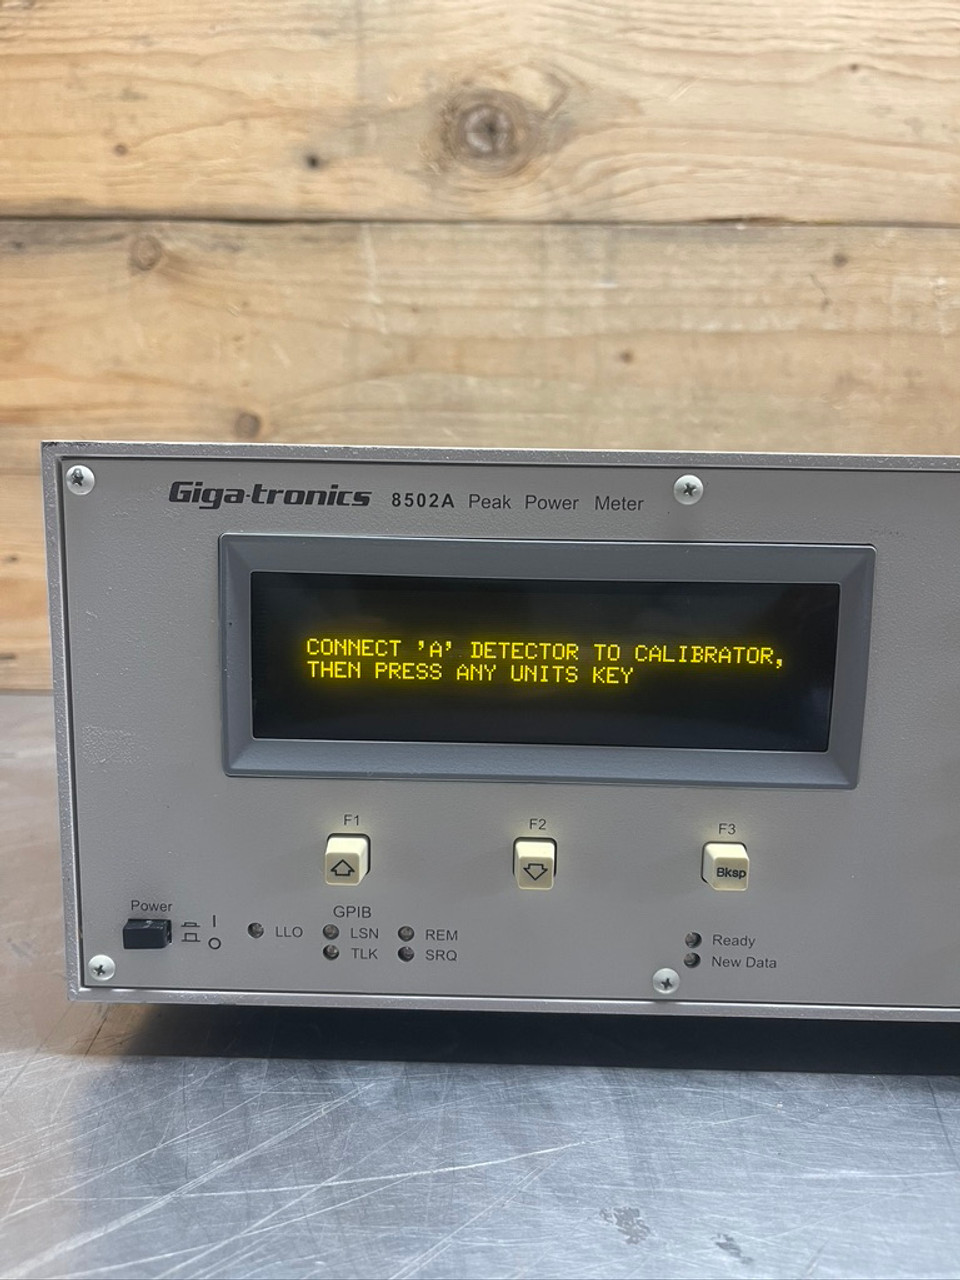 Giga-tronics 8502A Peak Power Meter
CONNECT 'A' DETECTOR TO CALIBRATOR,
THEN PRESS ANY UNITS KEY
F1 F2 F3
Bksp
Power
I
O
GPIB
LLO LSN REM
TLK SRQ
Ready
New Data